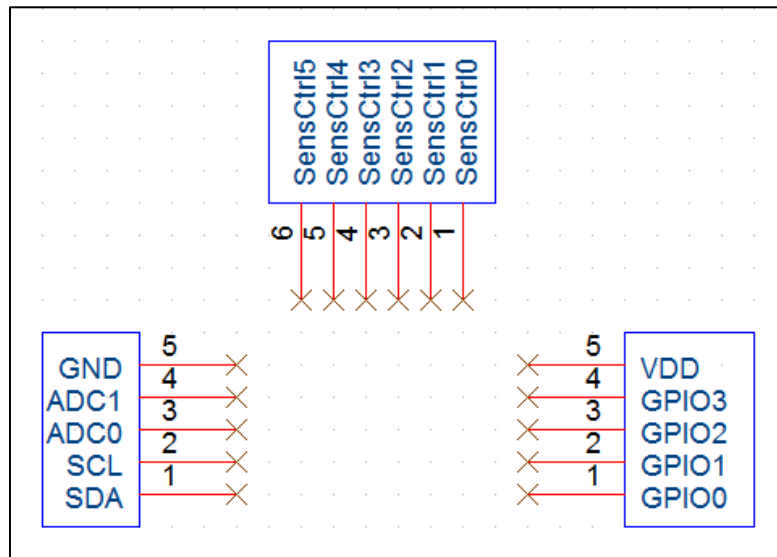 SensCtrl5
SensCtrl4
SensCtrl3
SensCtrl2
SensCtrl1
SensCtrl0
6
5
4
3
2
1
GND 5
ADC1 4
ADC0 3
SCL 2
SDA 1
5 VDD
4 GPIO3
3 GPIO2
2 GPIO1
1 GPIO0